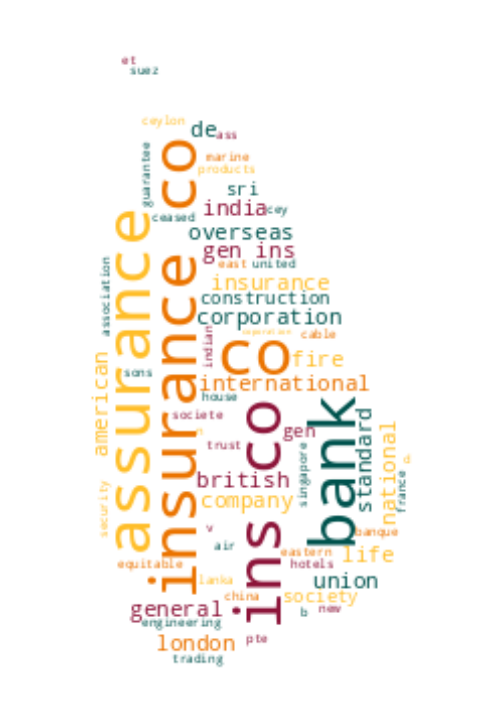 et
suez
ceylon
de
ass
guarantee
insurance co
marine
products
sri
india
cey
ceased
assurance
overseas
gen ins
east
united
association
insurance
construction
corporation
corporation
cable
indian
co
fire
american
sons
international
house
bank
ins co
societe
standard
gen
national
n
trust
singapore
d.
british
france
security
company
v
banque
air
eastern
life
equitable
hotels
lanka
union
china
society
general
b
new
engineering
london
pte
trading